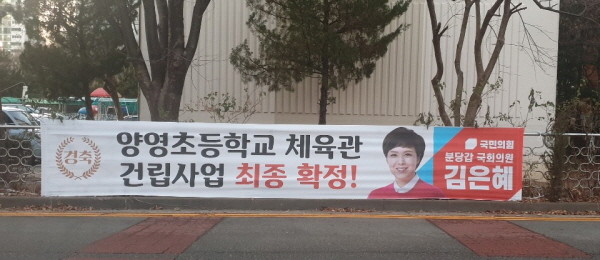 경축
양영초등학교 체육관
건립사업 최종 확정!
국민의힘
분당갑 국회의원
김은혜